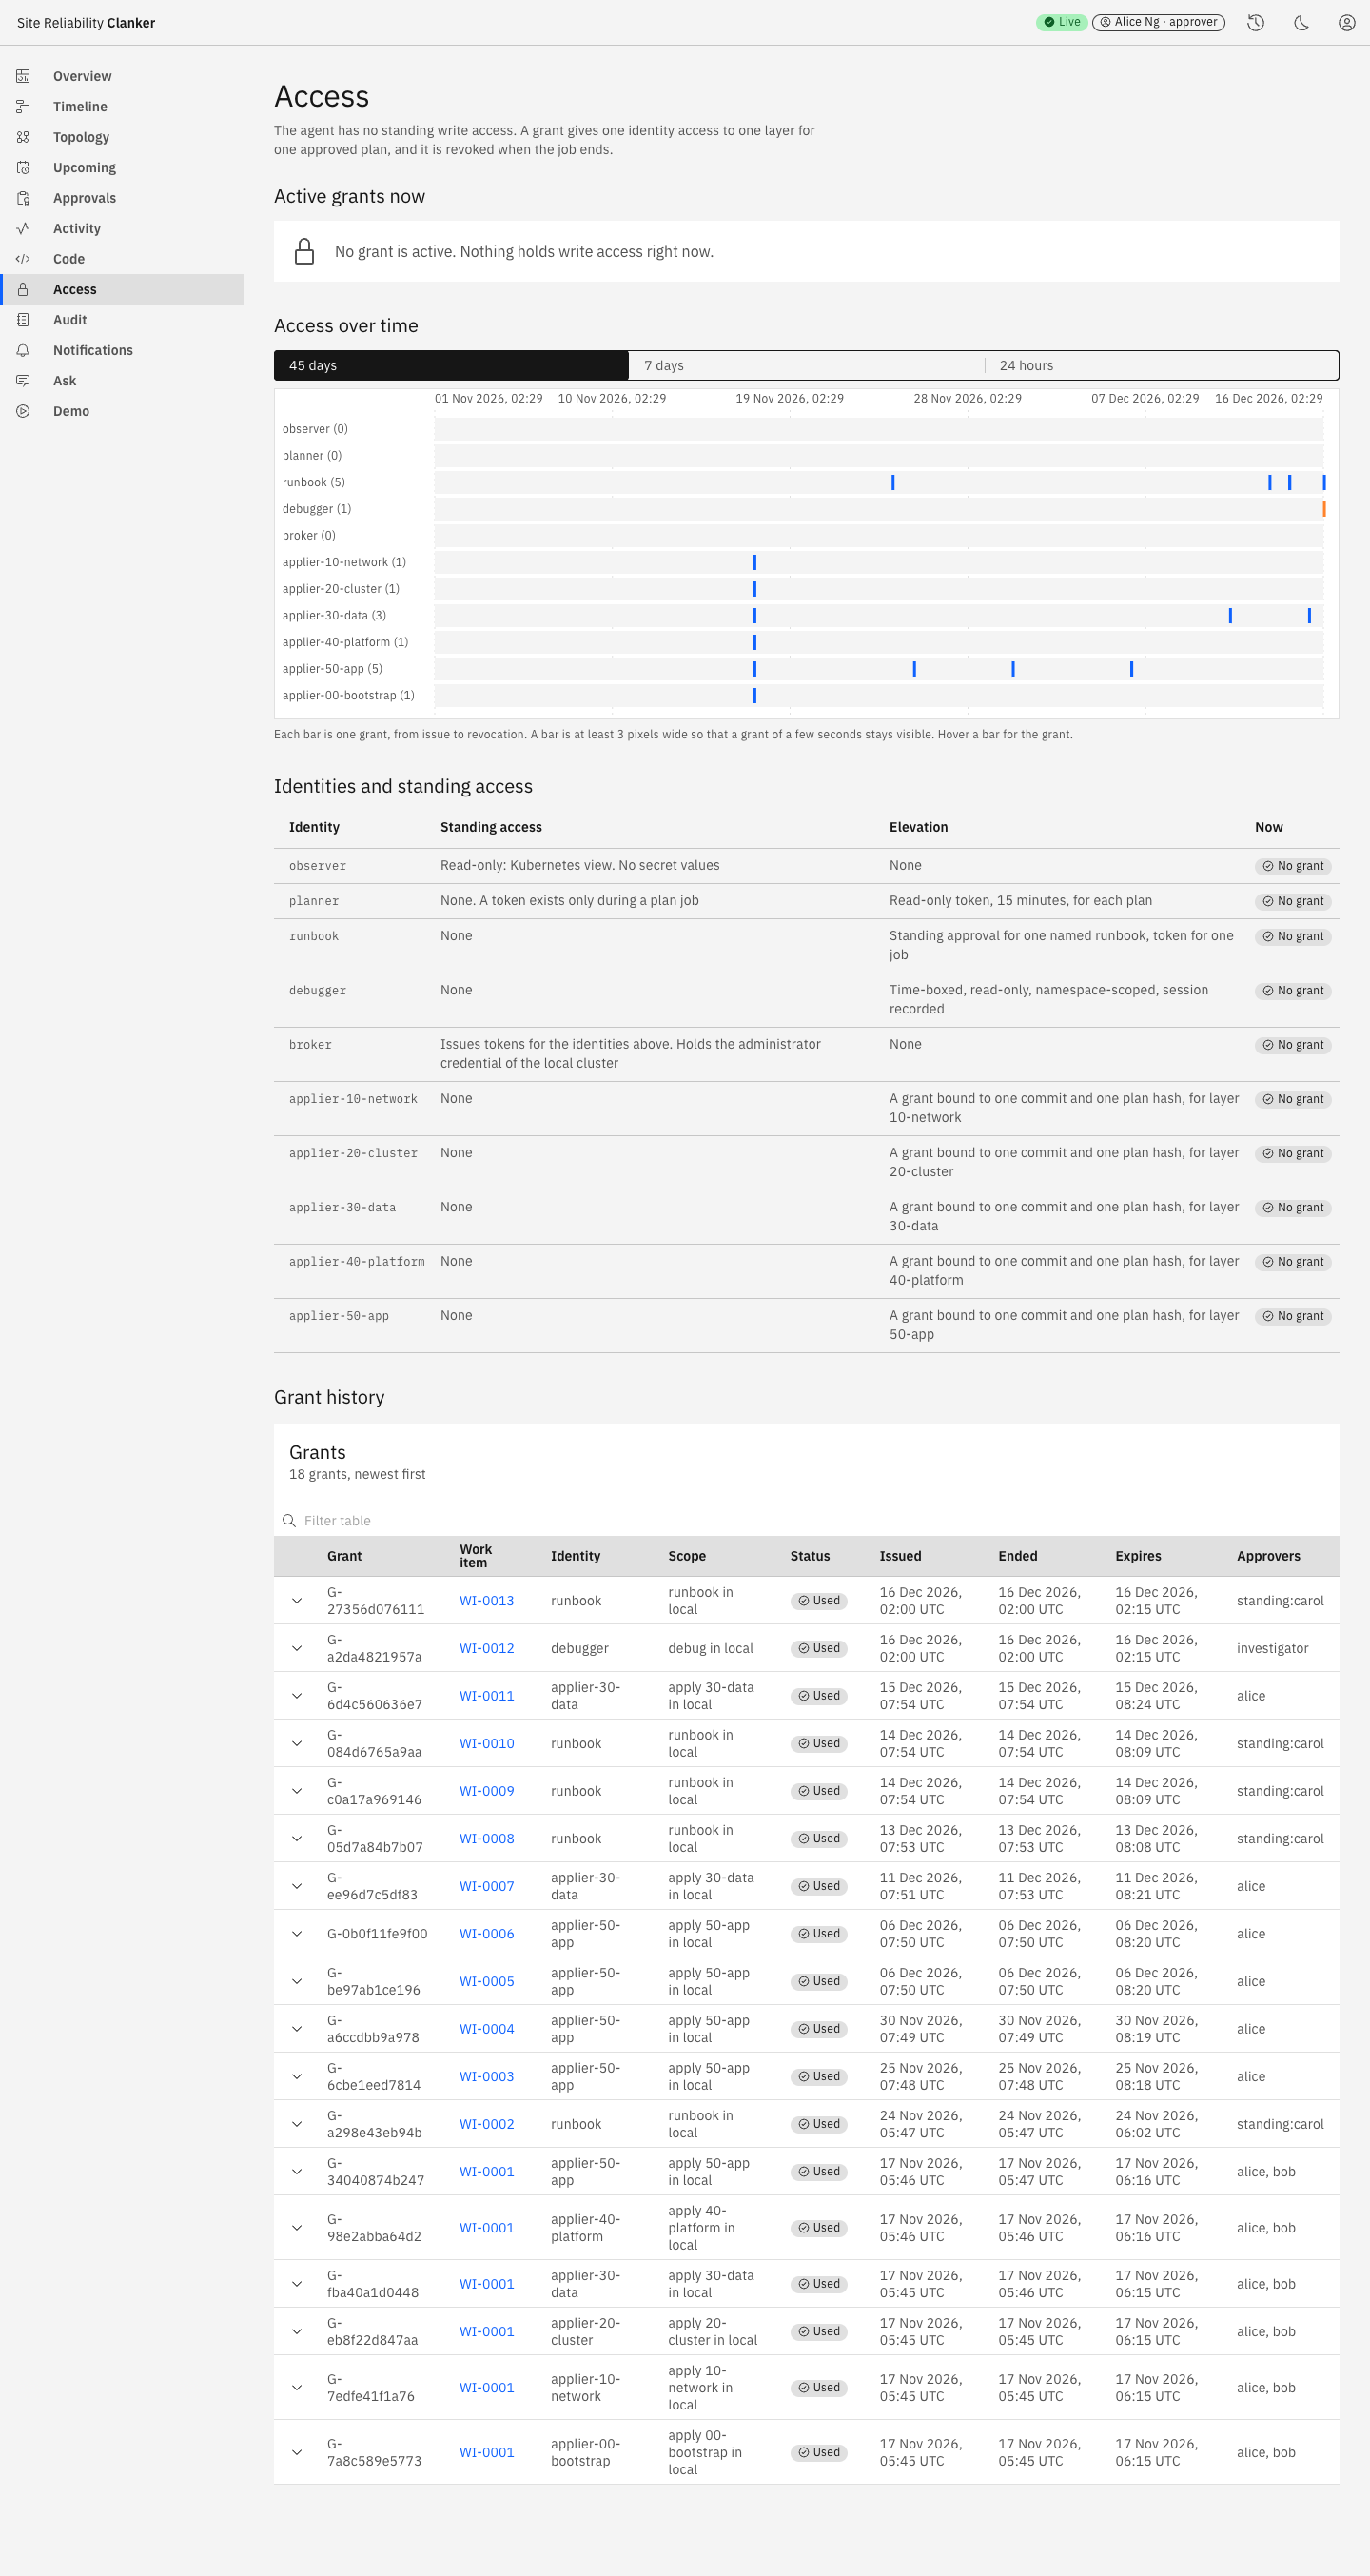 Site Reliability Clanker
Live
Alice Ng · approver
Overview
Timeline
Topology
Upcoming
Approvals
Activity
Code
Access
Audit
Notifications
Ask
Demo
Access
The agent has no standing write access. A grant gives one identity access to one layer for
one approved plan, and it is revoked when the job ends.
Active grants now
No grant is active. Nothing holds write access right now.
Access over time
45 days
7 days
24 hours
01 Nov 2026, 02:29 10 Nov 2026, 02:29 19 Nov 2026, 02:29 28 Nov 2026, 02:29 07 Dec 2026, 02:29 16 Dec 2026, 02:29
observer (0)
planner (0)
runbook (5)
debugger (1)
broker (0)
applier-10-network (1)
applier-20-cluster (1)
applier-30-data (3)
applier-40-platform (1)
applier-50-app (5)
applier-00-bootstrap (1)
Each bar is one grant, from issue to revocation. A bar is at least 3 pixels wide so that a grant of a few seconds stays visible. Hover a bar for the grant.
Identities and standing access
Identity Standing access Elevation Now
observer Read-only: Kubernetes view. No secret values None No grant
planner None. A token exists only during a plan job Read-only token, 15 minutes, for each plan No grant
runbook None Standing approval for one named runbook, token for one No grant
job
debugger None Time-boxed, read-only, namespace-scoped, session No grant
recorded
broker Issues tokens for the identities above. Holds the administrator None No grant
credential of the local cluster
applier-10-network None A grant bound to one commit and one plan hash, for layer No grant
10-network
applier-20-cluster None A grant bound to one commit and one plan hash, for layer No grant
20-cluster
applier-30-data None A grant bound to one commit and one plan hash, for layer No grant
30-data
applier-40-platform None A grant bound to one commit and one plan hash, for layer No grant
40-platform
applier-50-app None A grant bound to one commit and one plan hash, for layer No grant
50-app
Grant history
Grants
18 grants, newest first
Filter table
Grant Work item Identity Scope Status Issued Ended Expires Approvers
G-27356d076111 WI-0013 runbook runbook in local Used 16 Dec 2026, 02:00 UTC 16 Dec 2026, 02:00 UTC 16 Dec 2026, 02:15 UTC standing:carol
G-a2da4821957a WI-0012 debugger debug in local Used 16 Dec 2026, 02:00 UTC 16 Dec 2026, 02:00 UTC 16 Dec 2026, 02:15 UTC investigator
G-6d4c560636e7 WI-0011 applier-30-data apply 30-data in local Used 15 Dec 2026, 07:54 UTC 15 Dec 2026, 07:54 UTC 15 Dec 2026, 08:24 UTC alice
G-084d6765a9aa WI-0010 runbook runbook in local Used 14 Dec 2026, 07:54 UTC 14 Dec 2026, 07:54 UTC 14 Dec 2026, 08:09 UTC standing:carol
G-c0a17a969146 WI-0009 runbook runbook in local Used 14 Dec 2026, 07:54 UTC 14 Dec 2026, 07:54 UTC 14 Dec 2026, 08:09 UTC standing:carol
G-05d7a84b7b07 WI-0008 runbook runbook in local Used 13 Dec 2026, 07:53 UTC 13 Dec 2026, 07:53 UTC 13 Dec 2026, 08:08 UTC standing:carol
G-ee96d7c5df83 WI-0007 applier-30-data apply 30-data in local Used 11 Dec 2026, 07:51 UTC 11 Dec 2026, 07:53 UTC 11 Dec 2026, 08:21 UTC alice
G-0b0f11fe9f00 WI-0006 applier-50-app apply 50-app in local Used 06 Dec 2026, 07:50 UTC 06 Dec 2026, 07:50 UTC 06 Dec 2026, 08:20 UTC alice
G-be97ab1ce196 WI-0005 applier-50-app apply 50-app in local Used 06 Dec 2026, 07:50 UTC 06 Dec 2026, 07:50 UTC 06 Dec 2026, 08:20 UTC alice
G-a6ccdbb9a978 WI-0004 applier-50-app apply 50-app in local Used 30 Nov 2026, 07:49 UTC 30 Nov 2026, 07:49 UTC 30 Nov 2026, 08:19 UTC alice
G-6cbe1eed7814 WI-0003 applier-50-app apply 50-app in local Used 25 Nov 2026, 07:48 UTC 25 Nov 2026, 07:48 UTC 25 Nov 2026, 08:18 UTC alice
G-a298e43eb94b WI-0002 runbook runbook in local Used 24 Nov 2026, 05:47 UTC 24 Nov 2026, 05:47 UTC 24 Nov 2026, 06:02 UTC standing:carol
G-34040874b247 WI-0001 applier-50-app apply 50-app in local Used 17 Nov 2026, 05:46 UTC 17 Nov 2026, 05:47 UTC 17 Nov 2026, 06:16 UTC alice, bob
G-98e2abba64d2 WI-0001 applier-40-platform apply 40-platform in local Used 17 Nov 2026, 05:46 UTC 17 Nov 2026, 05:46 UTC 17 Nov 2026, 06:16 UTC alice, bob
G-fba40a1d0448 WI-0001 applier-30-data apply 30-data in local Used 17 Nov 2026, 05:45 UTC 17 Nov 2026, 05:46 UTC 17 Nov 2026, 06:15 UTC alice, bob
G-eb8f22d847aa WI-0001 applier-20-cluster apply 20-cluster in local Used 17 Nov 2026, 05:45 UTC 17 Nov 2026, 05:45 UTC 17 Nov 2026, 06:15 UTC alice, bob
G-7edfe41f1a76 WI-0001 applier-10-network apply 10-network in local Used 17 Nov 2026, 05:45 UTC 17 Nov 2026, 05:45 UTC 17 Nov 2026, 06:15 UTC alice, bob
G-7a8c589e5773 WI-0001 applier-00-bootstrap apply 00-bootstrap in local Used 17 Nov 2026, 05:45 UTC 17 Nov 2026, 05:45 UTC 17 Nov 2026, 06:15 UTC alice, bob